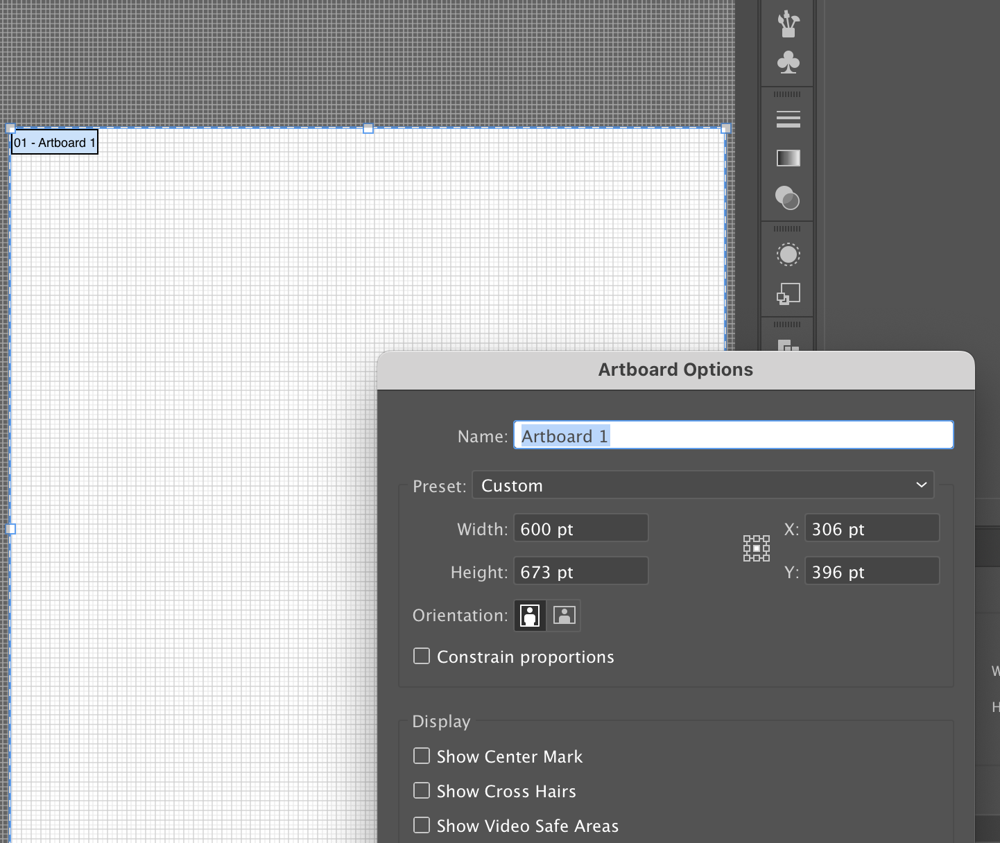 01 - Artboard 1
Artboard Options
Name: Artboard 1
Preset: Custom
Width: 600 pt X: 306 pt
Height: 673 pt Y: 396 pt
Orientation:
Constrain proportions
Display
Show Center Mark
Show Cross Hairs
Show Video Safe Areas
W
H